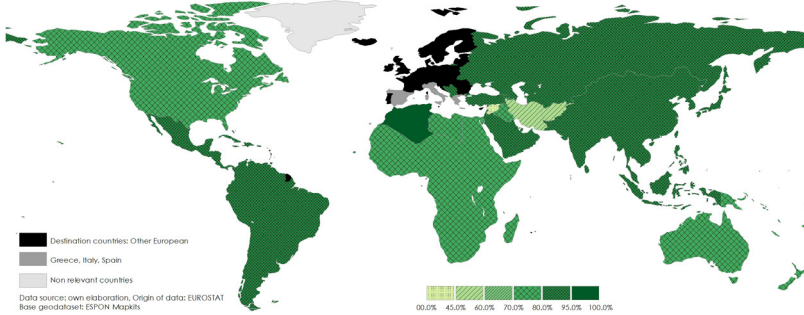 Destination countries: Other European
Greece, Italy, Spain
Non relevant countries
Data source: own elaboration, Origin of data: EUROSTAT
Base geodataset: ESPON Mapkits
00.0% 45.0% 60.0% 70.0% 80.0% 95.0% 100.0%